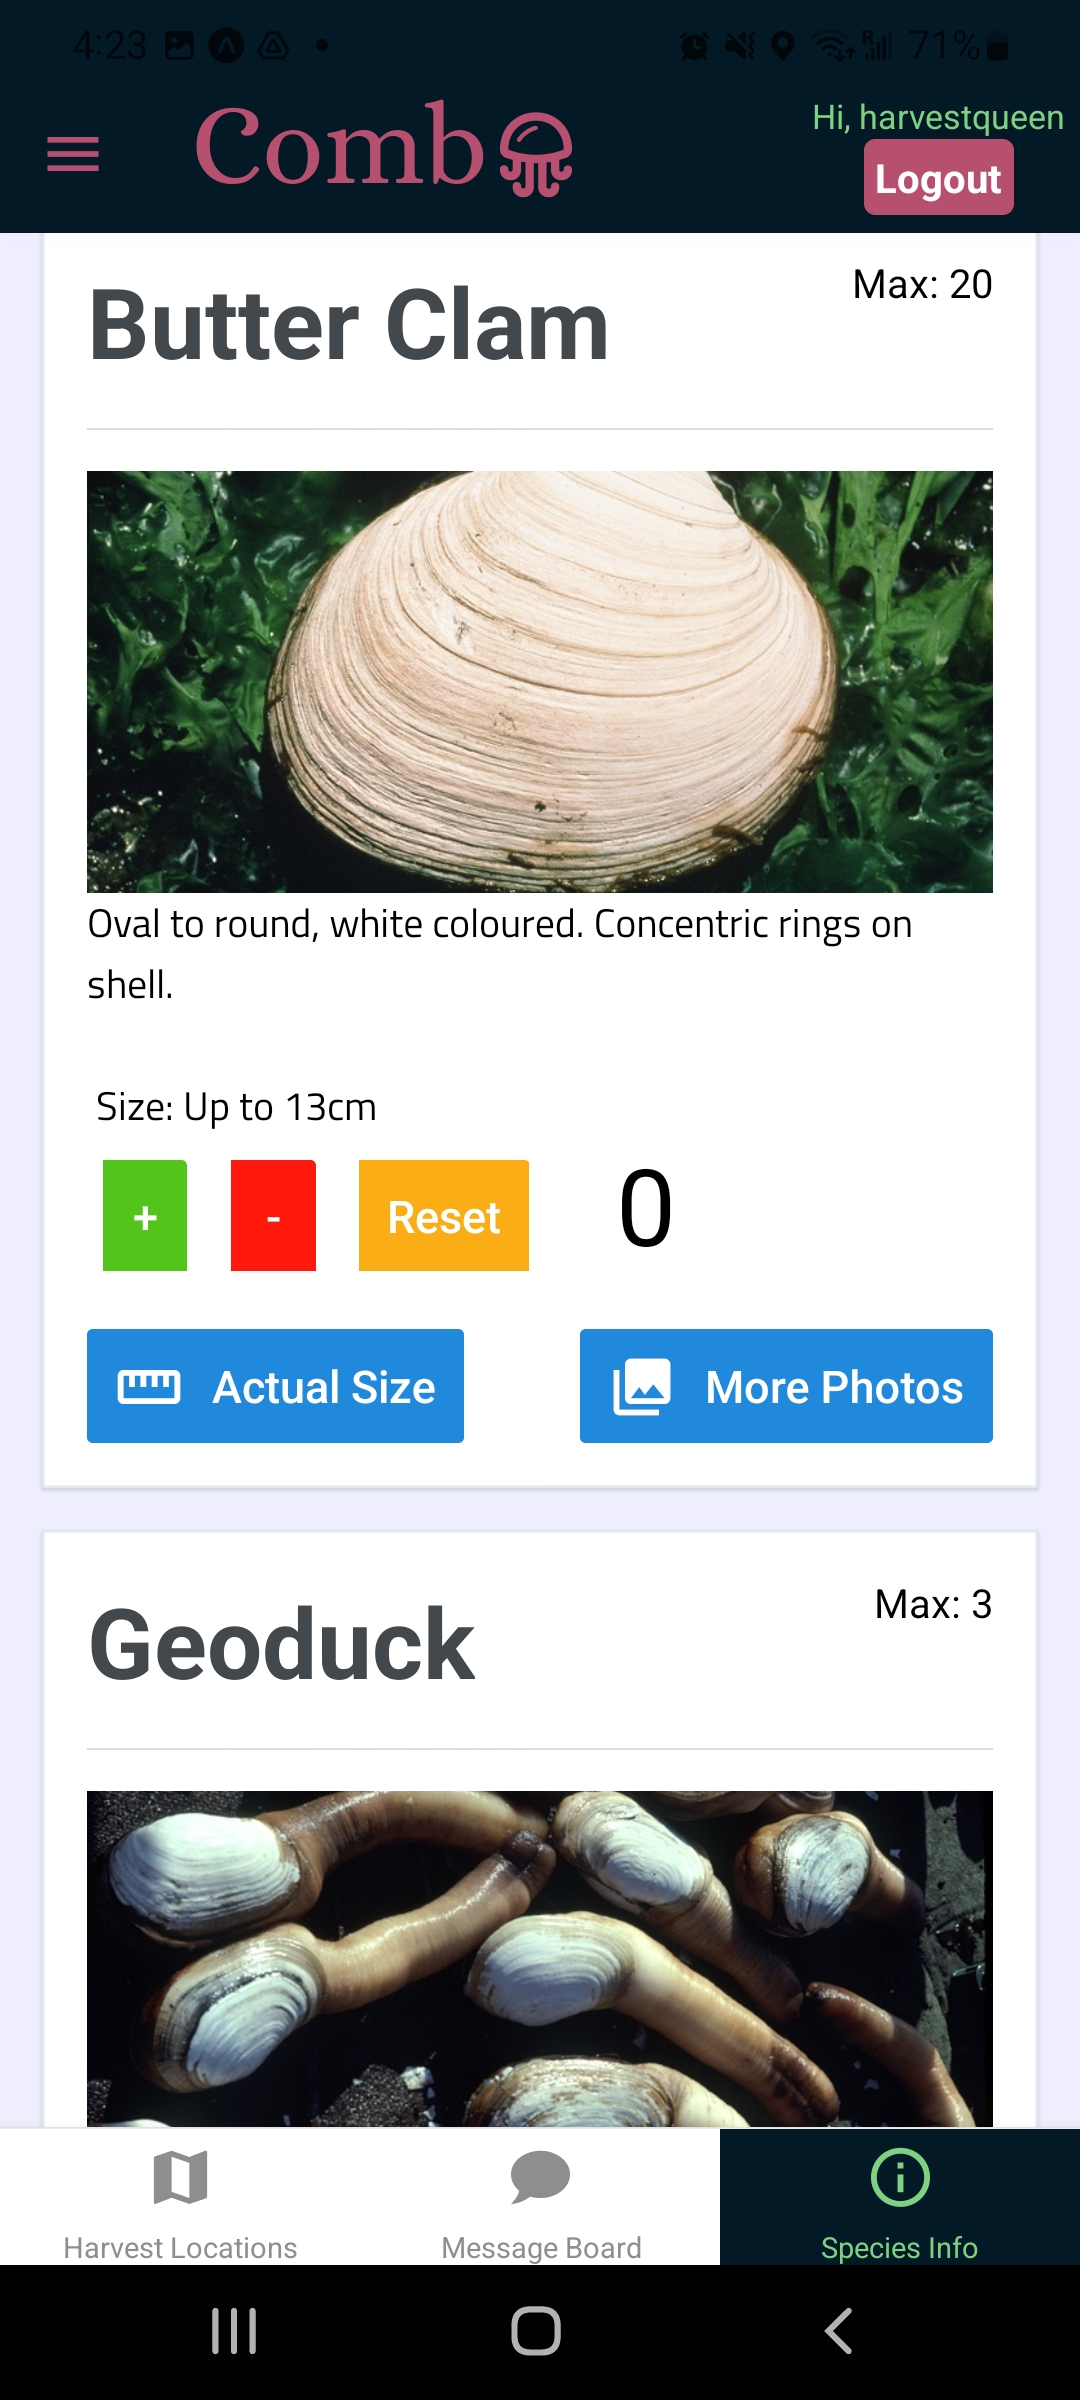 4:23
71%
Comb
Hi, harvestqueen
Logout
Butter Clam
Max: 20
Oval to round, white coloured. Concentric rings on
shell.
Size: Up to 13cm
+
-
Reset
0
Actual Size
More Photos
Geoduck
Max: 3
Harvest Locations
Message Board
Species Info